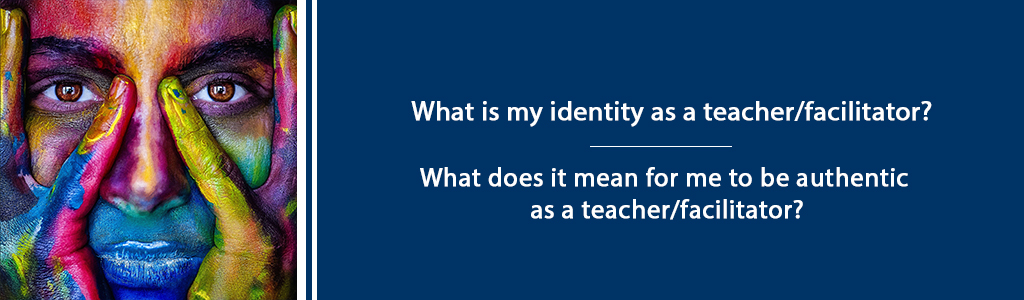 What is my identity as a teacher/facilitator?
What does it mean for me to be authentic
as a teacher/facilitator?